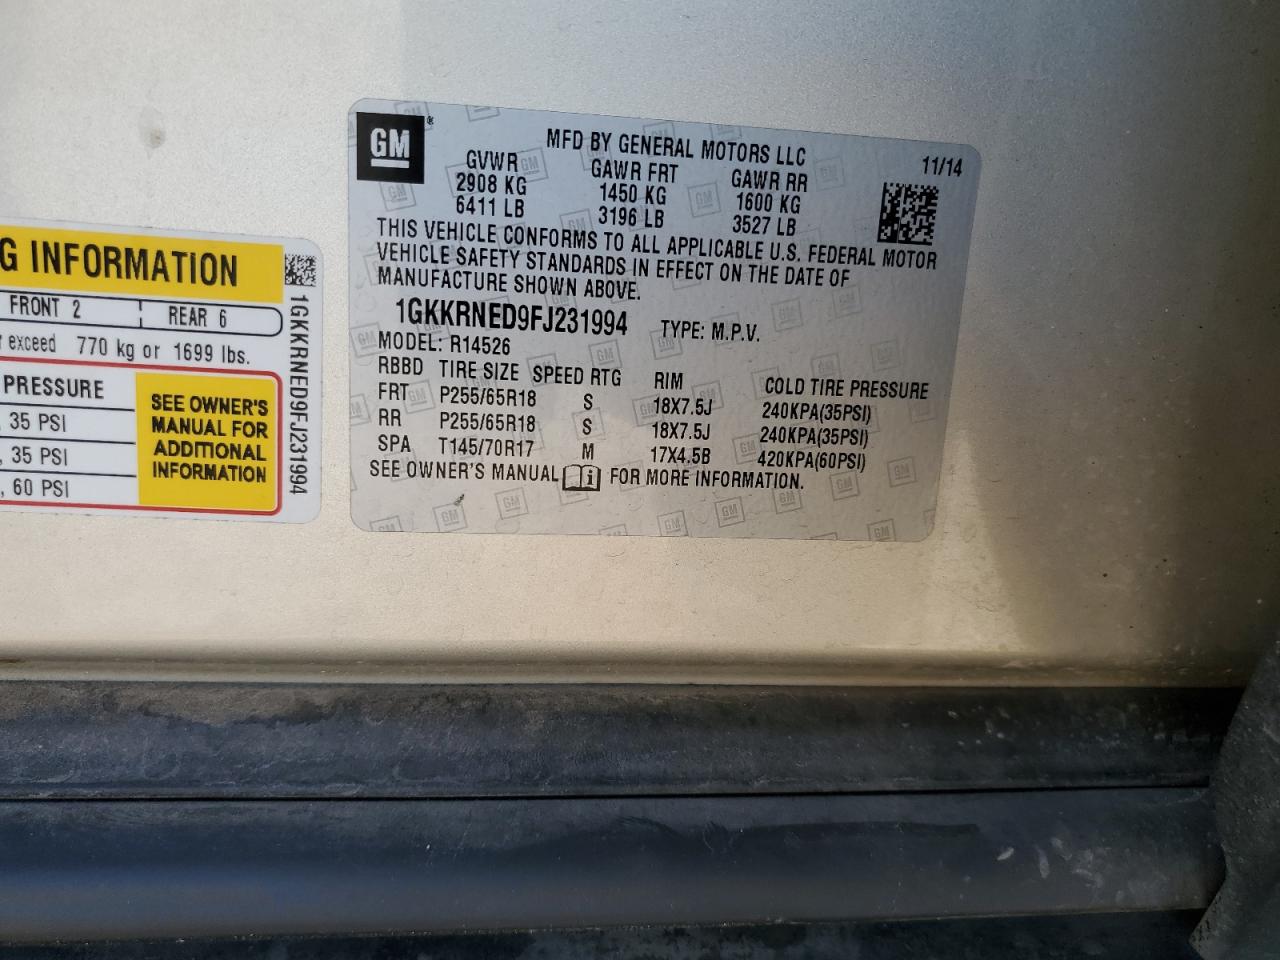 G INFORMATION
FRONT 2
REAR 6
exceed 770 kg or 1699 lbs.
PRESSURE
35 PSI
35 PSI
60 PSI
SEE OWNER'S
MANUAL FOR
ADDITIONAL
INFORMATION
1GKKRNED9FJ231994
GM
®
MFD BY GENERAL MOTORS LLC
11/14
GVWR GAWR FRT GAWR RR
2908 KG 1450 KG 1600 KG
6411 LB 3196 LB 3527 LB
THIS VEHICLE CONFORMS TO ALL APPLICABLE U.S. FEDERAL MOTOR
VEHICLE SAFETY STANDARDS IN EFFECT ON THE DATE OF
MANUFACTURE SHOWN ABOVE.
1GKKRNED9FJ231994 TYPE: M.P.V.
MODEL: R14526
RBBD TIRE SIZE SPEED RTG RIM COLD TIRE PRESSURE
FRT P255/65R18 S 18X7.5J 240KPA(35PSI)
RR P255/65R18 S 18X7.5J 240KPA(35PSI)
SPA T145/70R17 M 17X4.5B 420KPA(60PSI)
SEE OWNER'S MANUAL i FOR MORE INFORMATION.